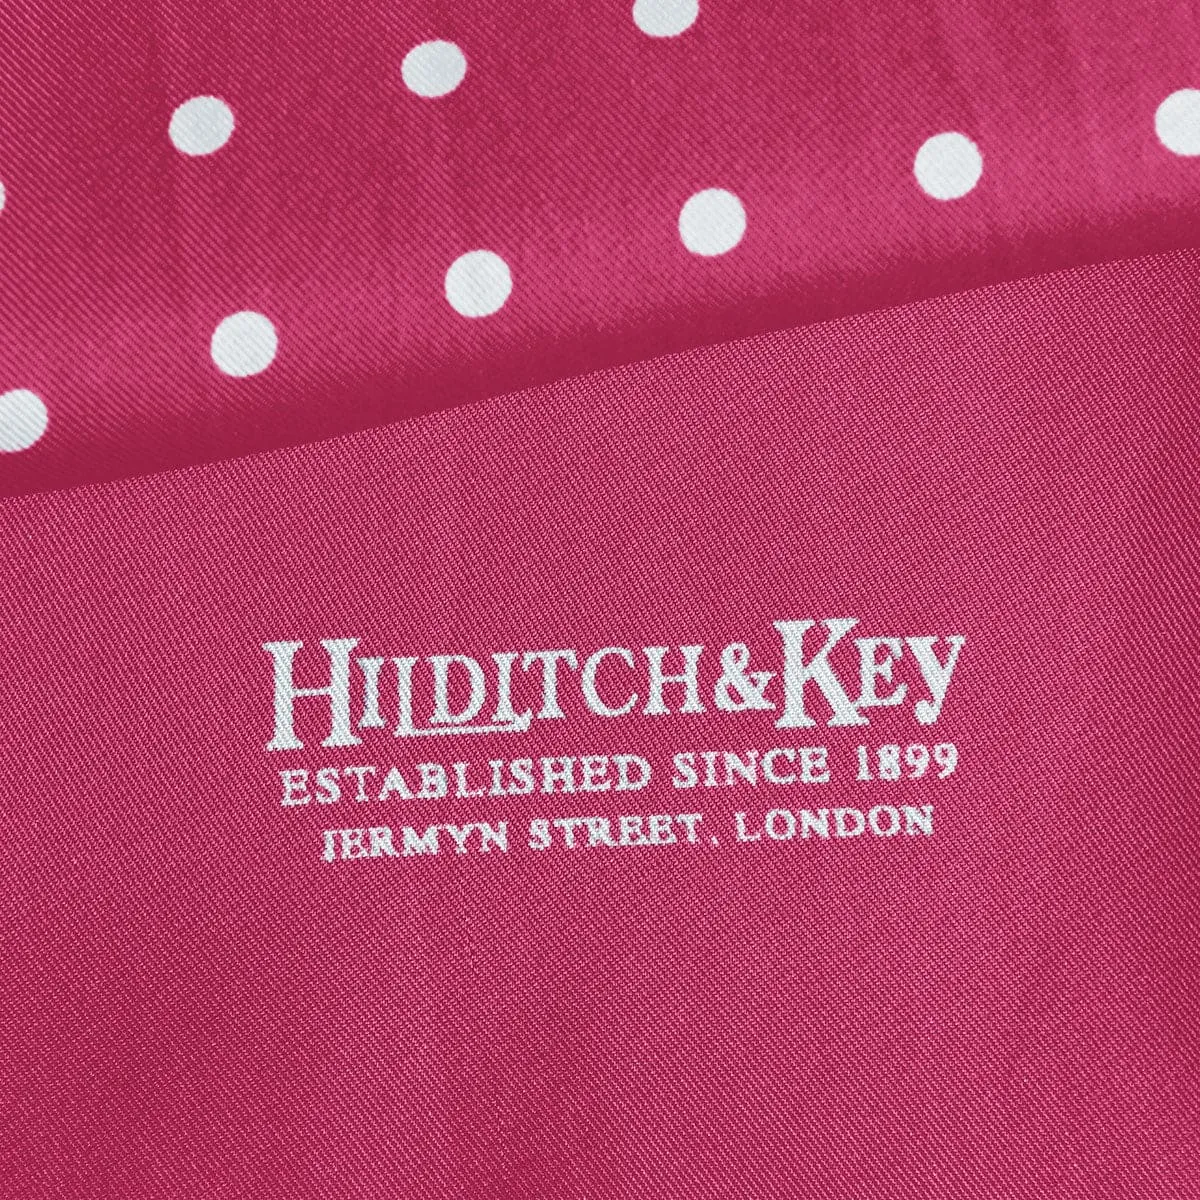 HILDITCH&KEY
ESTABLISHED SINCE 1899
JERMYN STREET, LONDON